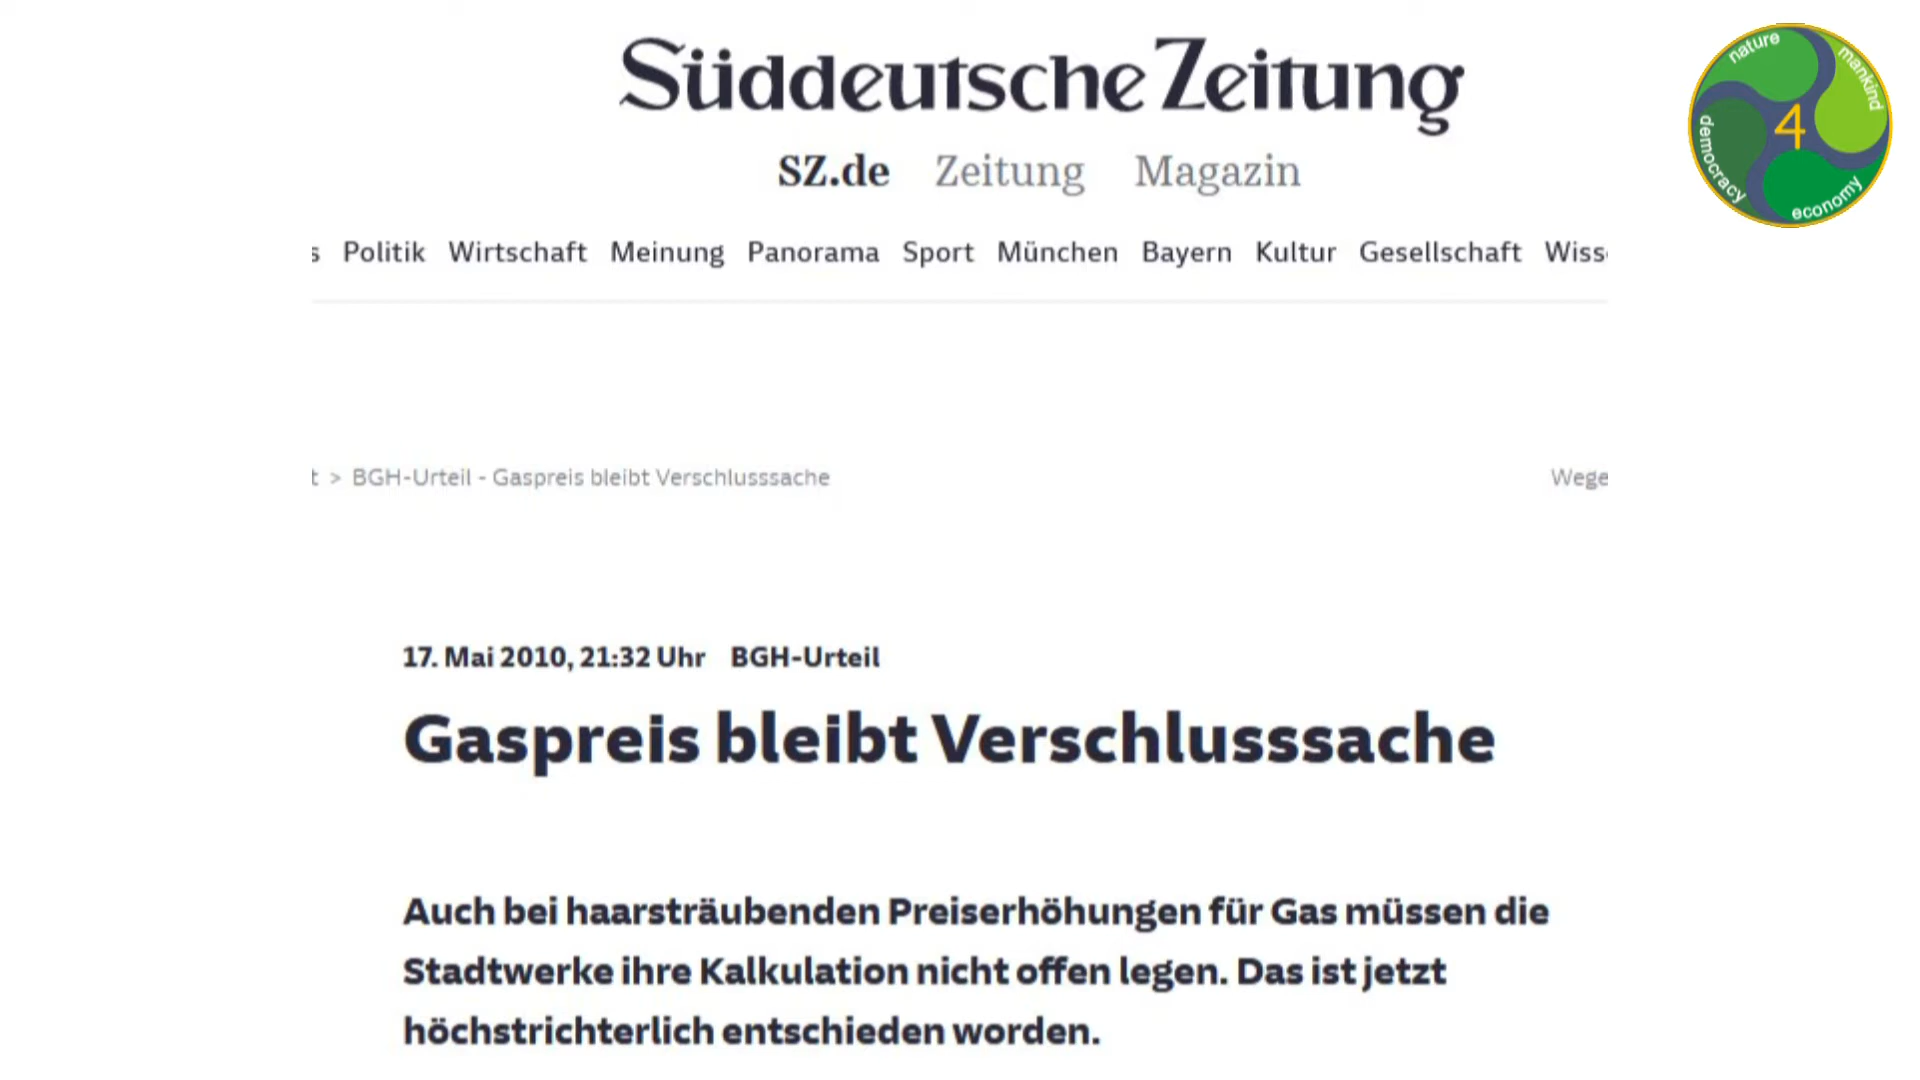 Süddeutsche Zeitung
SZ.de Zeitung Magazin
s Politik Wirtschaft Meinung Panorama Sport München Bayern Kultur Gesellschaft Wiss
t > BGH-Urteil - Gaspreis bleibt Verschlusssache
Wege
17. Mai 2010, 21:32 Uhr BGH-Urteil
Gaspreis bleibt Verschlusssache
Auch bei haarsträubenden Preiserhöhungen für Gas müssen die
Stadtwerke ihre Kalkulation nicht offen legen. Das ist jetzt
höchstrichterlich entschieden worden.
nature
mankind
democracy
economy
4